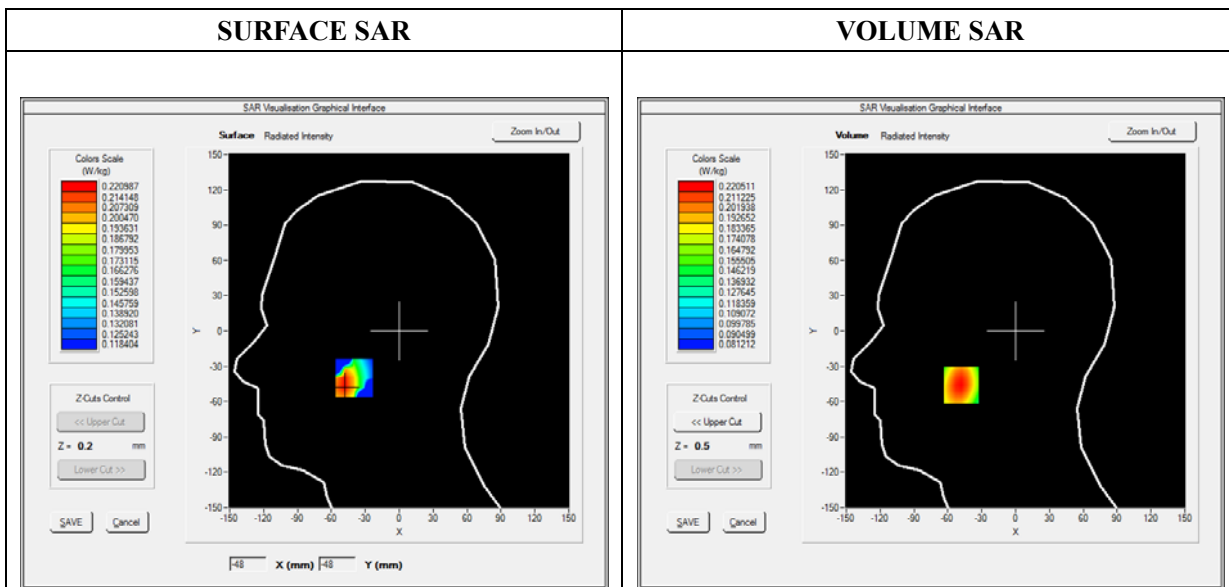 SURFACE SAR
VOLUME SAR
SAR Visualisation Graphical Interface
Surface Radiated Intensity
Zoom In/Out
Colors Scale
(W/kg)
0.220987
0.214148
0.207309
0.200470
0.193631
0.186792
0.179953
0.173115
0.166276
0.159437
0.152598
0.145759
0.138920
0.132081
0.125243
0.118404
Z-Cuts Control
<< Upper Cut
Z = 0.2 mm
Lower Cut >>
SAVE Cancel
150
120
90
60
30
0
-30
-60
-90
-120
-150
Y
-150 -120 -90 -60 -30 0 30 60 90 120 150
X
-48 X (mm) -48 Y (mm)
SAR Visualisation Graphical Interface
Volume Radiated Intensity
Zoom In/Out
Colors Scale
(W/kg)
0.220511
0.211225
0.201938
0.192652
0.183365
0.174078
0.164792
0.155505
0.146219
0.136932
0.127645
0.118359
0.109072
0.099785
0.090499
0.081212
Z-Cuts Control
<< Upper Cut
Z = 0.5 mm
Lower Cut >>
SAVE Cancel
150
120
90
60
30
0
-30
-60
-90
-120
-150
Y
-150 -120 -90 -60 -30 0 30 60 90 120 150
X